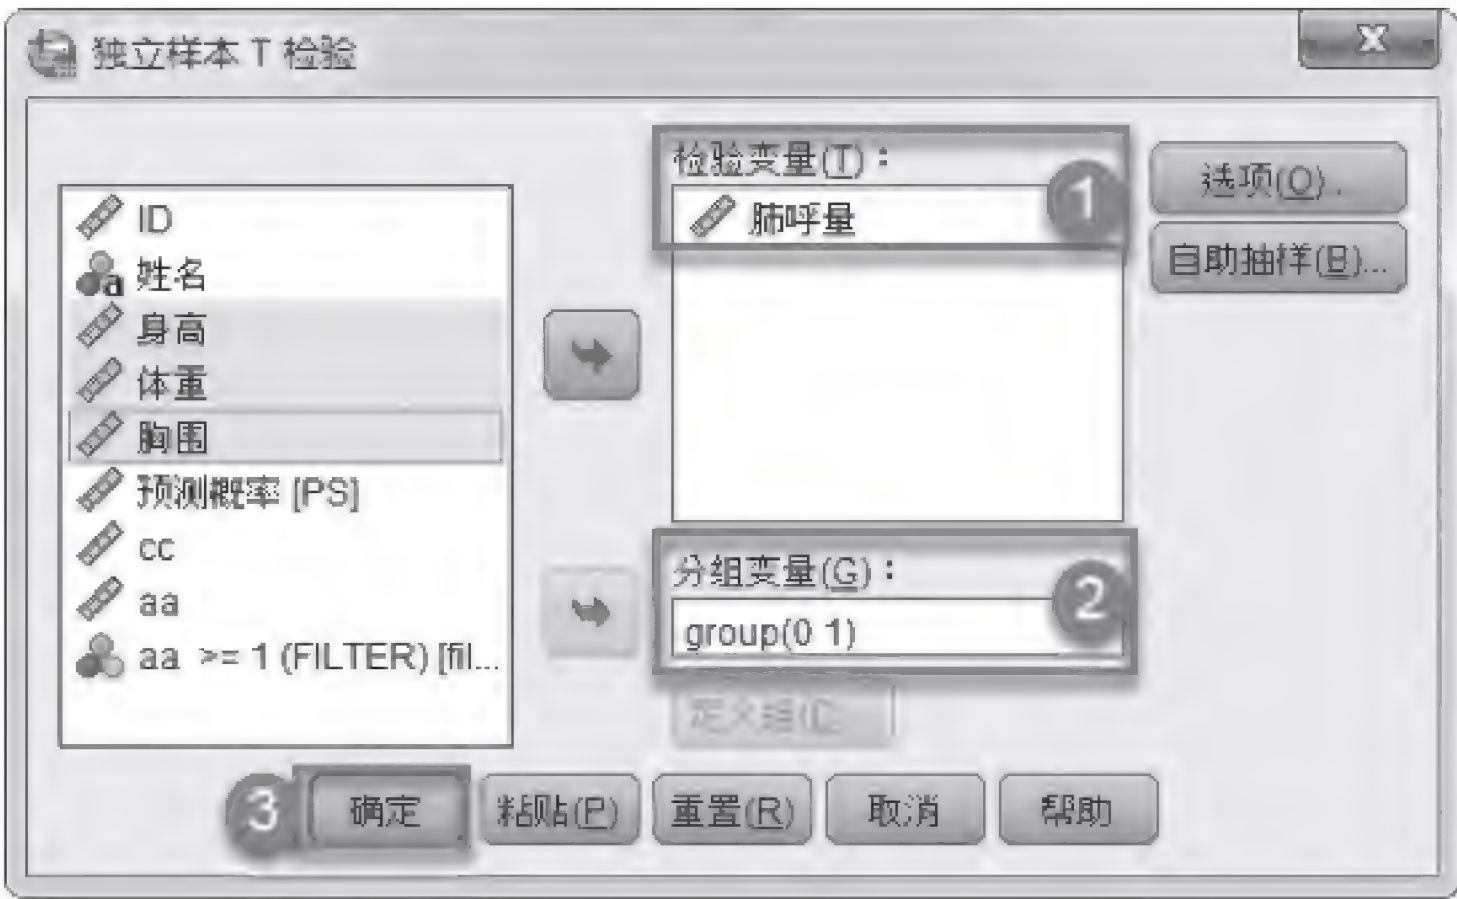 独立样本 T 检验
ID
姓名
身高
体重
胸围
预测概率 [PS]
cc
aa
aa >= 1 (FILTER) [fil...
检验变量(T)：
1
肺呼量
分组变量(G)：
2
group(0 1)
定义组(D
选项(O) .
自助抽样(B)...
3
确定
粘贴(P)
重置(R)
取消
帮助